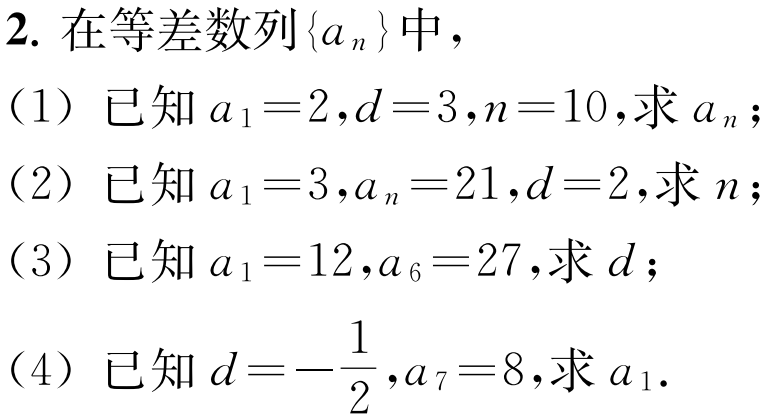 2. 在等差数列{aₙ}中,
(1) 已知 a₁=2,d=3,n=10,求 aₙ;
(2) 已知 a₁=3,aₙ=21,d=2,求 n;
(3) 已知 a₁=12,a₆=27,求 d;
(4) 已知 d=-1/2,a₇=8,求 a₁.